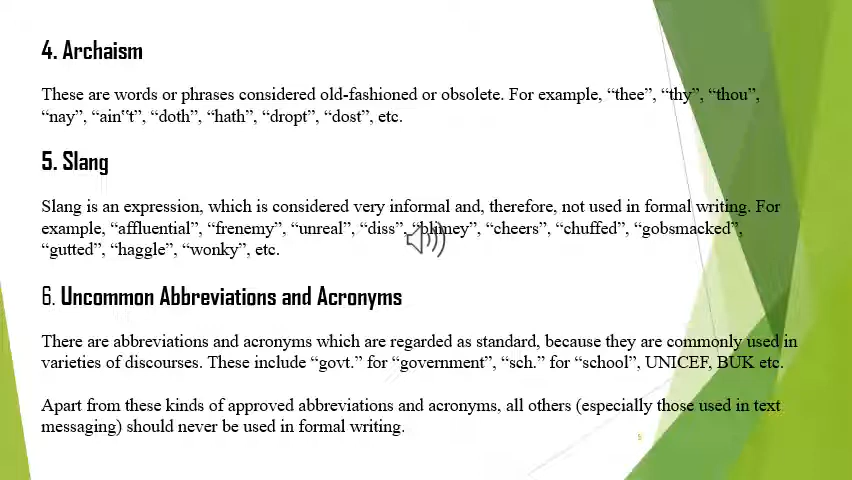 4. Archaism
These are words or phrases considered old-fashioned or obsolete. For example, “thee”, “thy”, “thou”,
“nay”, “ain‟t”, “doth”, “hath”, “dropt”, “dost”, etc.
5. Slang
Slang is an expression, which is considered very informal and, therefore, not used in formal writing. For
example, “affluential”, “frenemy”, “unreal”, “diss”, “blimey”, “cheers”, “chuffed”, “gobsmacked”,
“gutted”, “haggle”, “wonky”, etc.
6. Uncommon Abbreviations and Acronyms
There are abbreviations and acronyms which are regarded as standard, because they are commonly used in
varieties of discourses. These include “govt.” for “government”, “sch.” for “school”, UNICEF, BUK etc.
Apart from these kinds of approved abbreviations and acronyms, all others (especially those used in text
messaging) should never be used in formal writing.